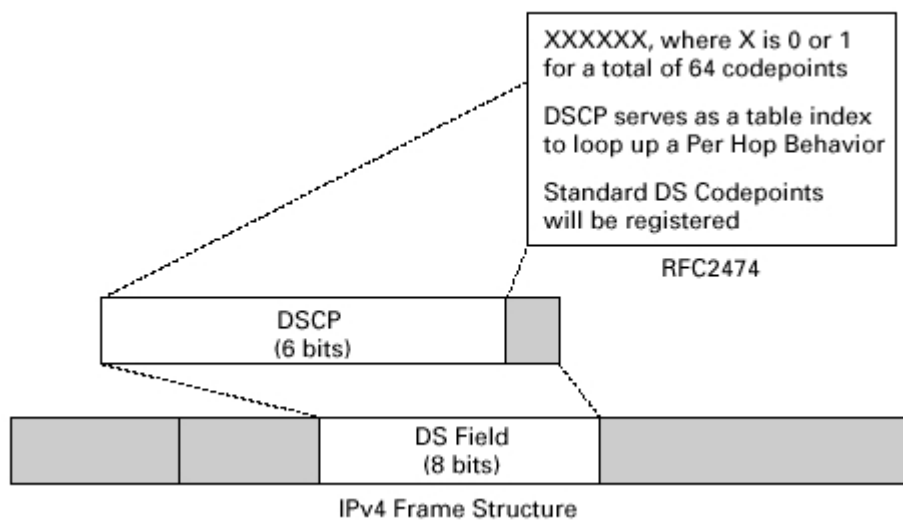 XXXXXX, where X is 0 or 1
for a total of 64 codepoints
DSCP serves as a table index
to loop up a Per Hop Behavior
Standard DS Codepoints
will be registered
RFC2474
DSCP
(6 bits)
DS Field
(8 bits)
IPv4 Frame Structure